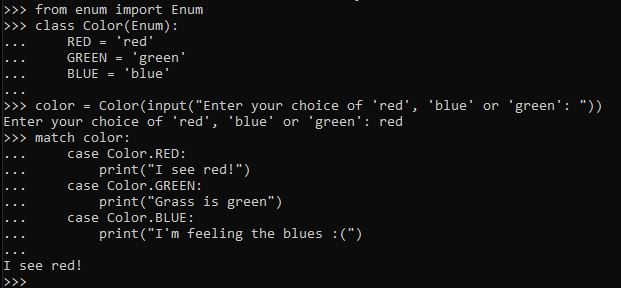 >>> from enum import Enum
>>> class Color(Enum):
...     RED = 'red'
...     GREEN = 'green'
...     BLUE = 'blue'
...
>>> color = Color(input("Enter your choice of 'red', 'blue' or 'green': "))
Enter your choice of 'red', 'blue' or 'green': red
>>> match color:
...     case Color.RED:
...         print("I see red!")
...     case Color.GREEN:
...         print("Grass is green")
...     case Color.BLUE:
...         print("I'm feeling the blues :(")
...
I see red!
>>>